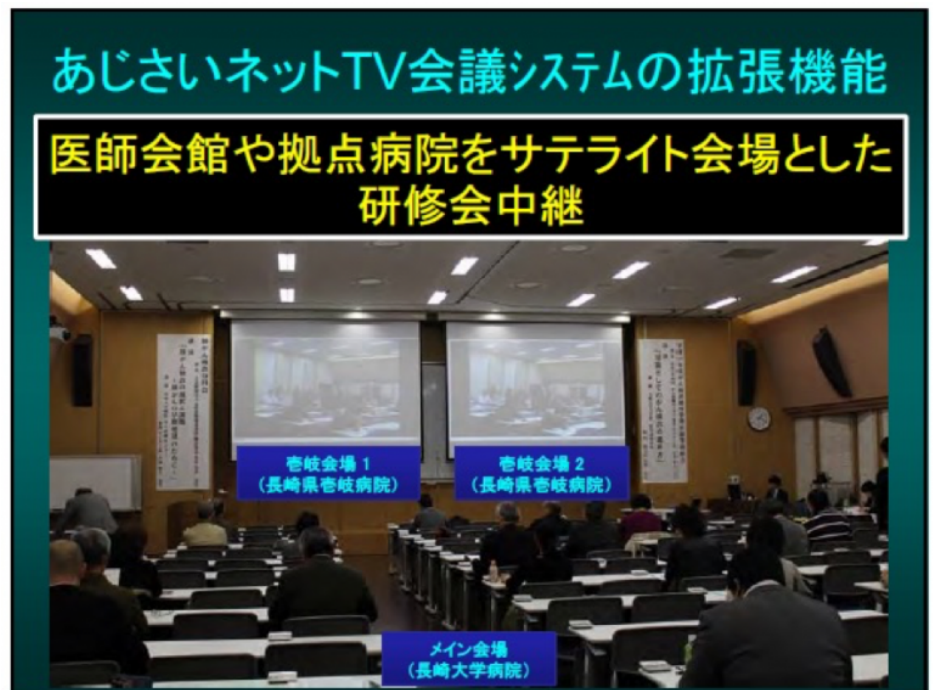 あじさいネットTV会議システムの拡張機能
医師会館や拠点病院をサテライト会場とした
研修会中継
壱岐会場1
(長崎県壱岐病院)
壱岐会場2
(長崎県壱岐病院)
メイン会場
(長崎大学病院)